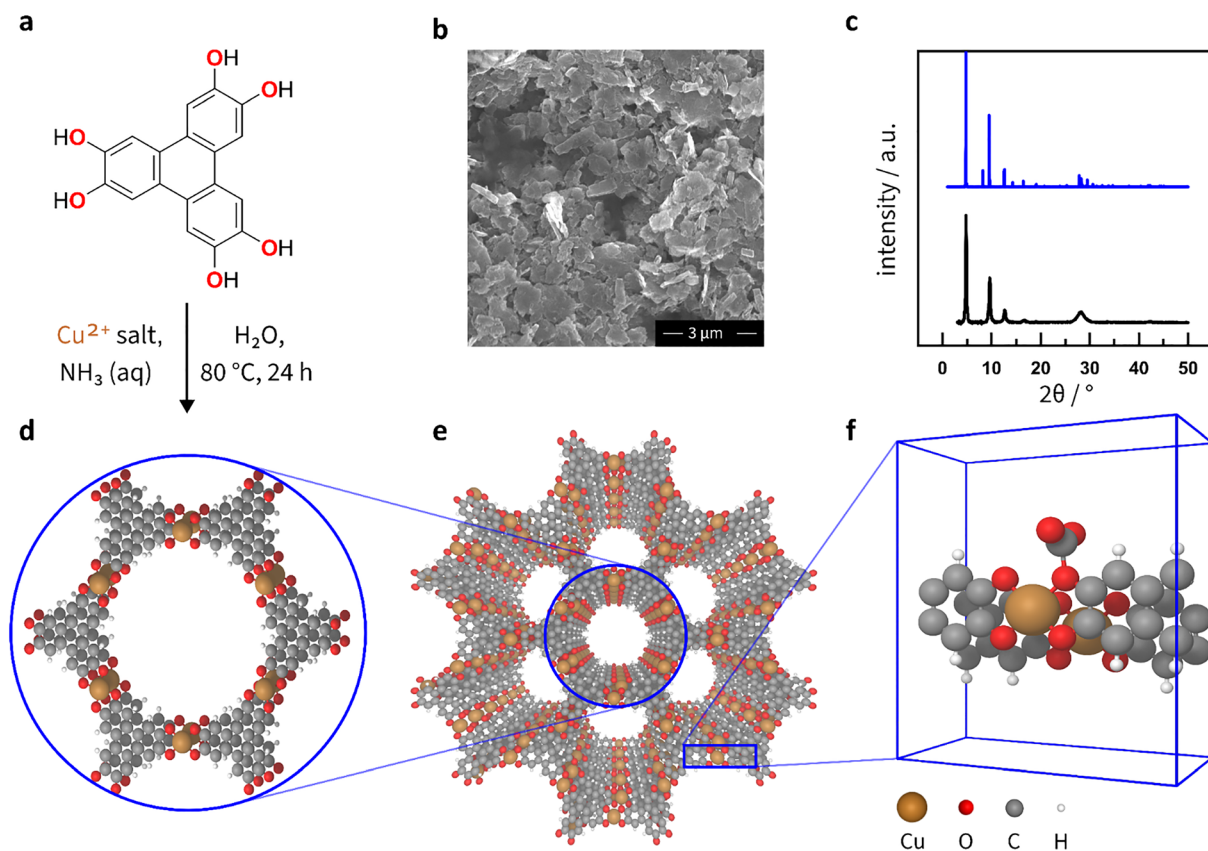 a
OH
OH
HO
HO
OH
OH
Cu²⁺ salt,
NH₃ (aq)
H₂O,
80 °C, 24 h
b
3 µm
c
intensity / a.u.
0 10 20 30 40 50
2θ / °
d
e
f
Cu O C H